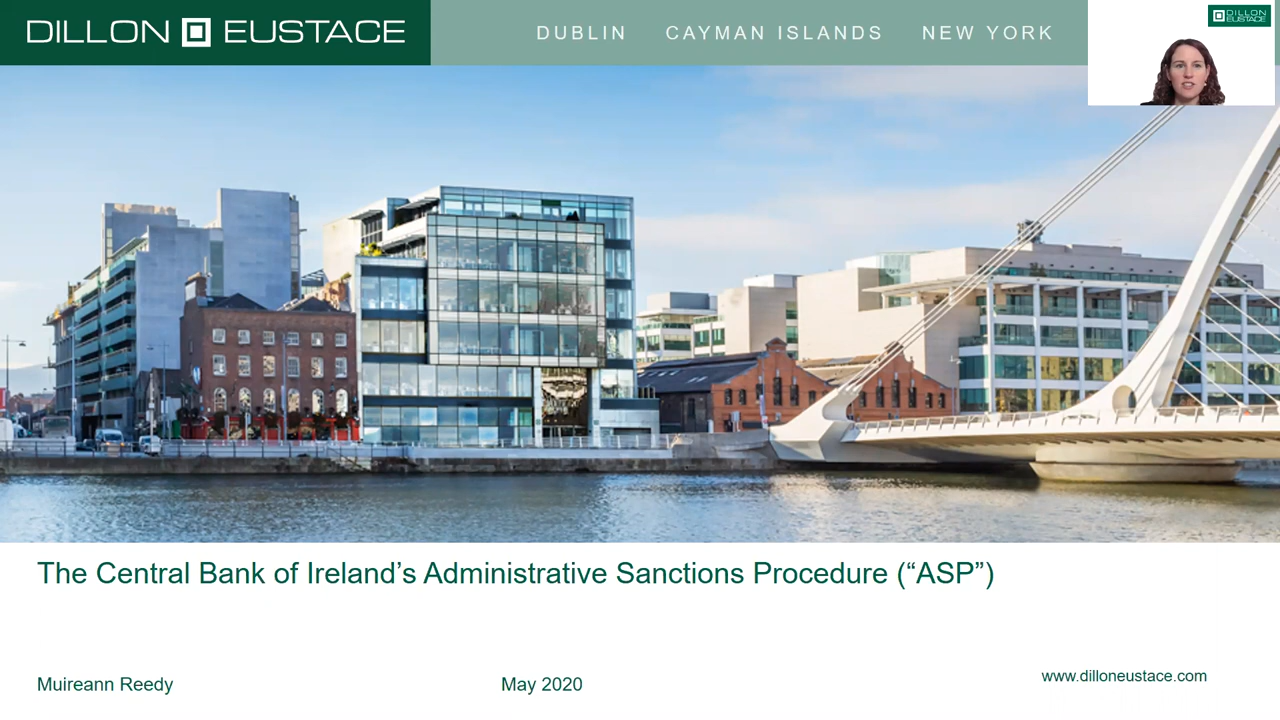 DILLON EUSTACE
DUBLIN CAYMAN ISLANDS NEW YORK
DILLON EUSTACE
The Central Bank of Ireland’s Administrative Sanctions Procedure (“ASP”)
Muireann Reedy
May 2020
www.dilloneustace.com